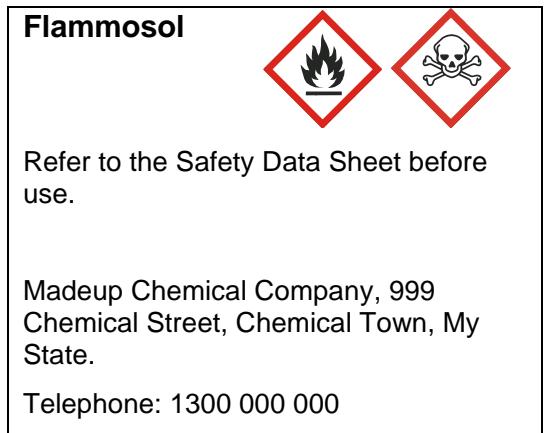 Flammosol
Refer to the Safety Data Sheet before
use.
Madeup Chemical Company, 999
Chemical Street, Chemical Town, My
State.
Telephone: 1300 000 000